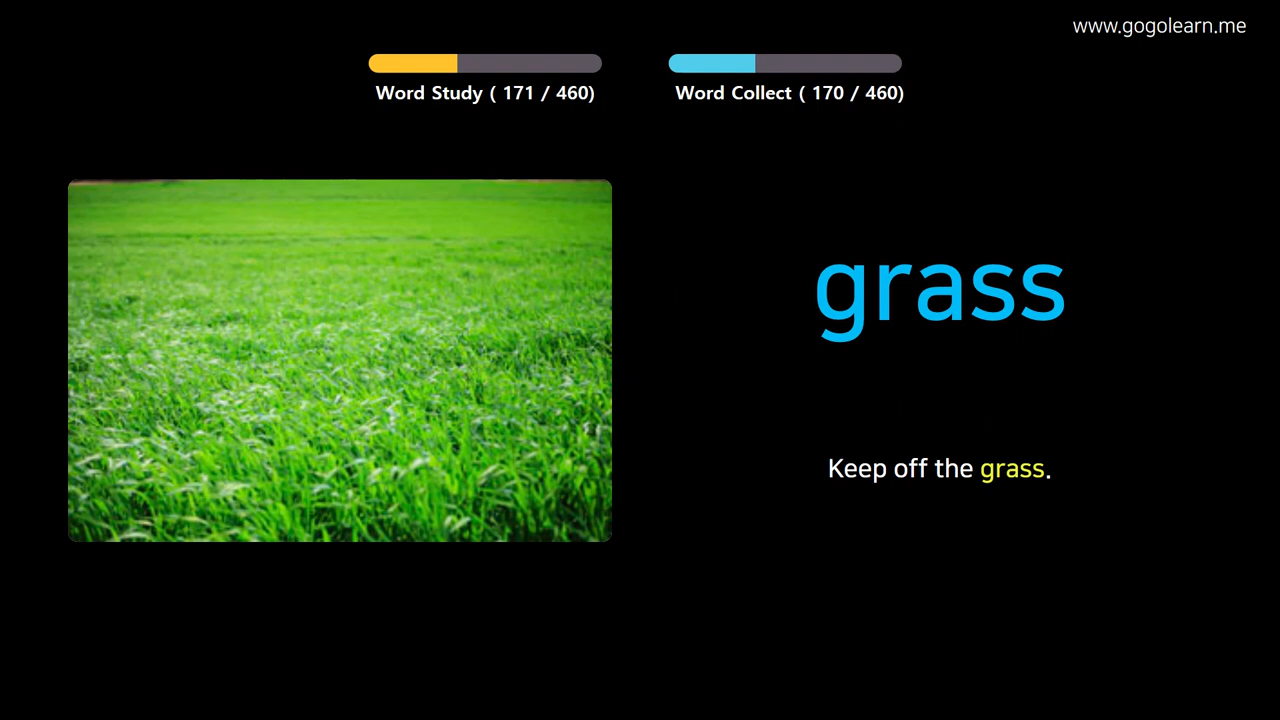 www.gogolearn.me
Word Study ( 171 / 460)
Word Collect ( 170 / 460)
grass
Keep off the grass.